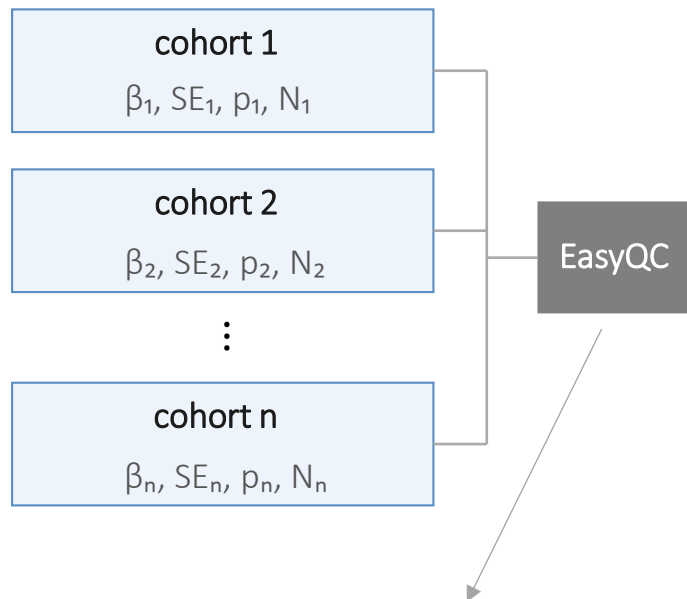 cohort 1
β₁, SE₁, p₁, N₁
cohort 2
β₂, SE₂, p₂, N₂
EasyQC
⋮
cohort n
βₙ, SEₙ, pₙ, Nₙ